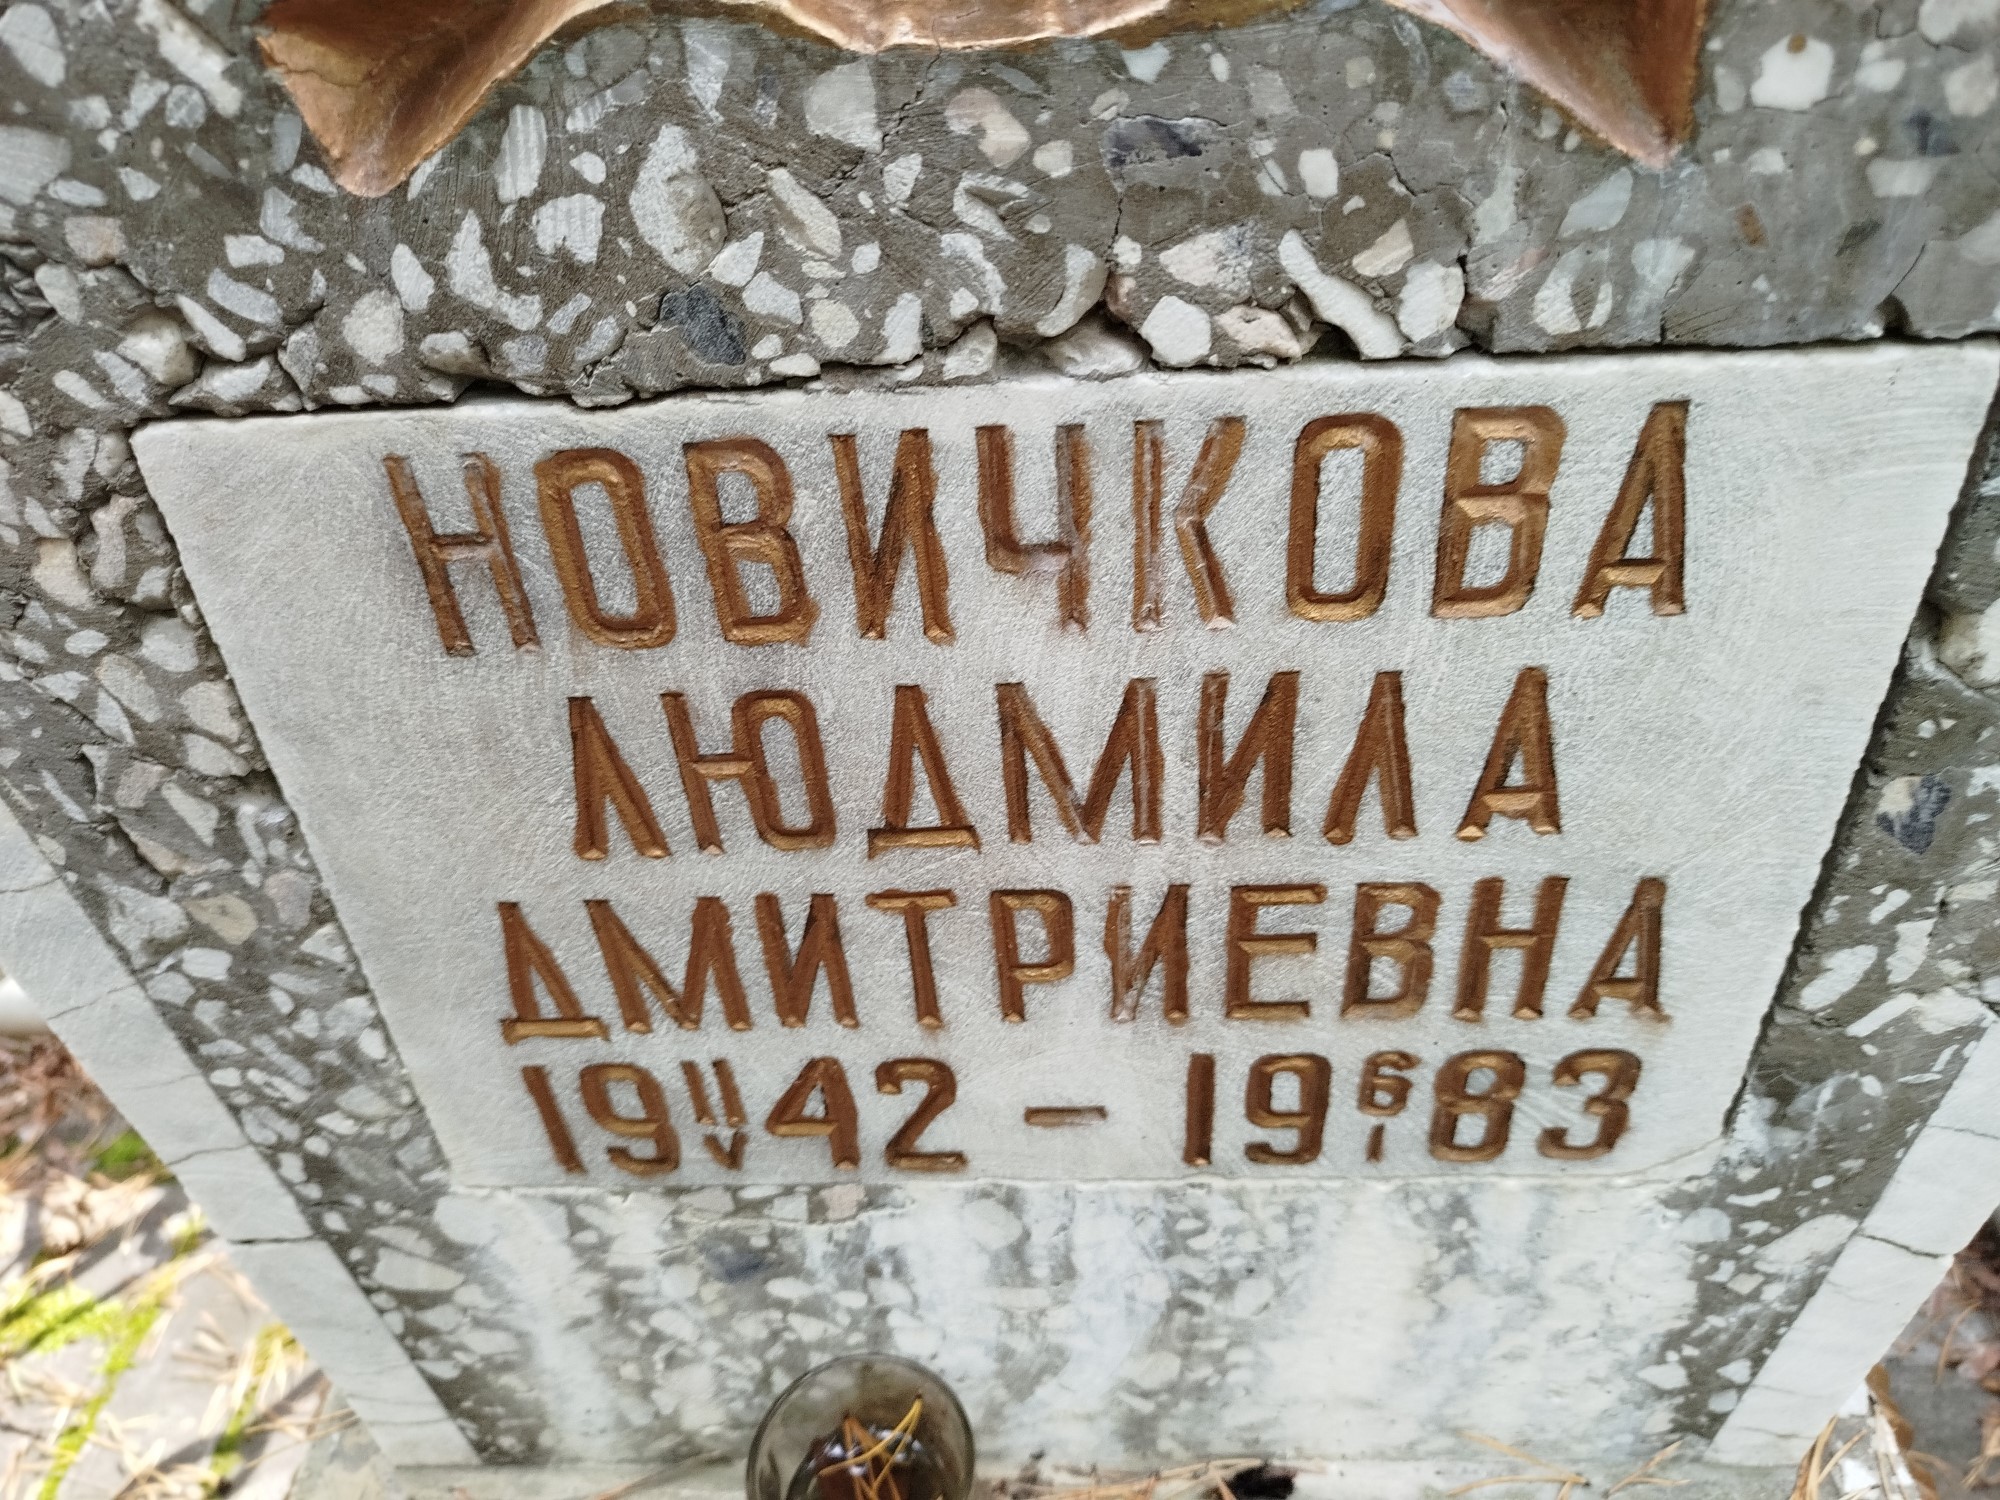 НОВИЧКОВА
ЛЮДМИЛА
ДМИТРИЕВНА
19 11/V 42 - 19 6/I 83